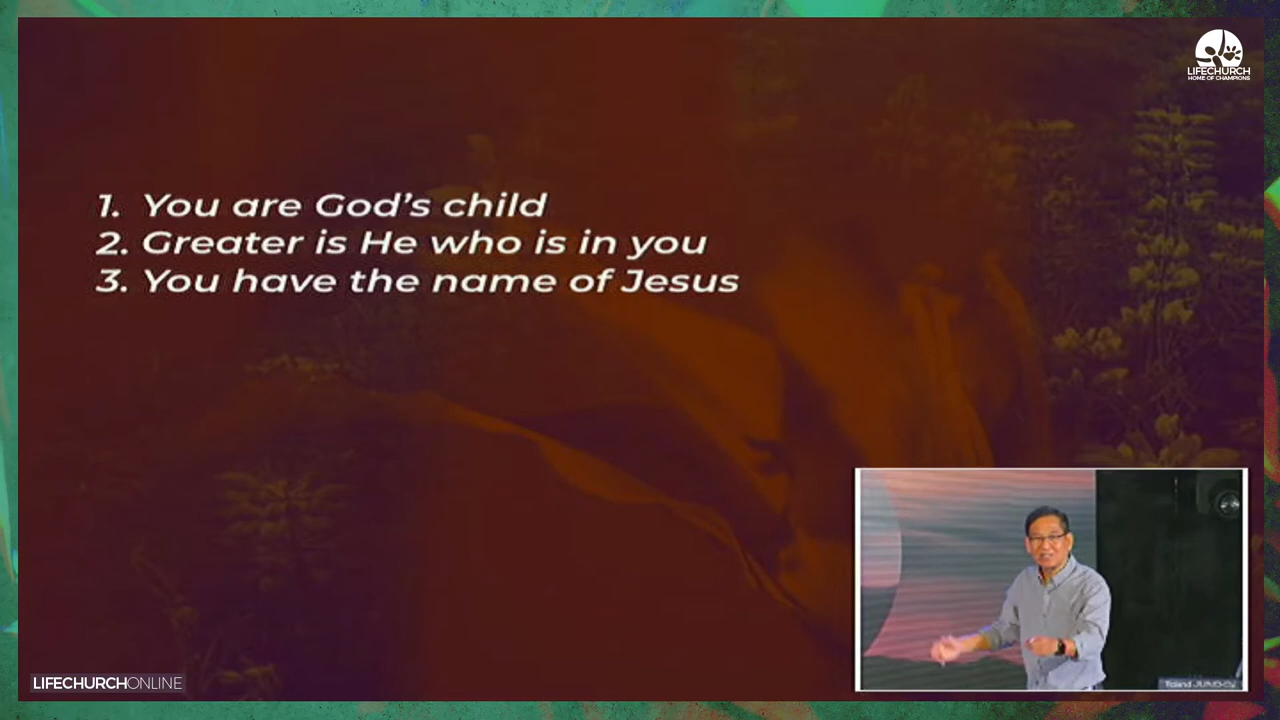 LIFECHURCH
HOME OF CHAMPIONS
1. You are God's child
2. Greater is He who is in you
3. You have the name of Jesus
LIFECHURCHONLINE